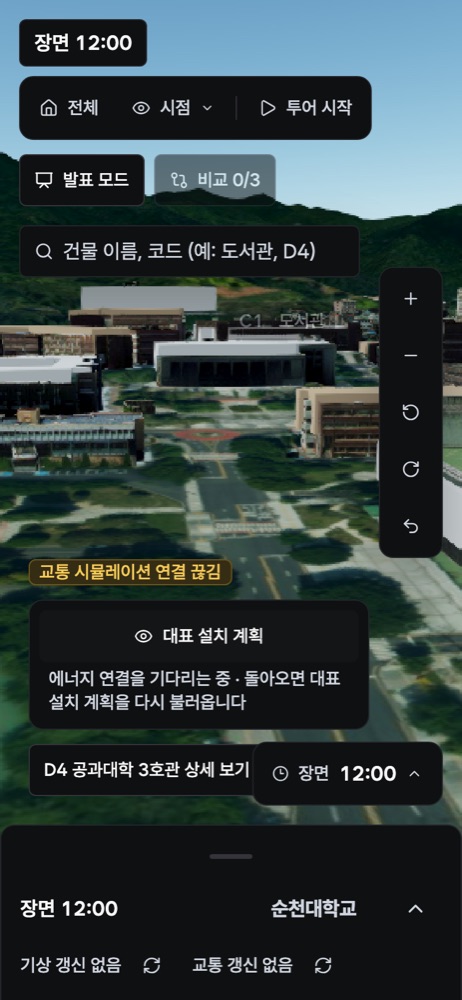 장면 12:00
전체 시점 투어 시작
발표 모드 비교 0/3
건물 이름, 코드 (예: 도서관, D4)
C1 도서관
교통 시뮬레이션 연결 끊김
대표 설치 계획
에너지 연결을 기다리는 중 · 돌아오면 대표
설치 계획을 다시 불러옵니다
D4 공과대학 3호관 상세 보기
장면 12:00
장면 12:00 순천대학교
기상 갱신 없음 교통 갱신 없음